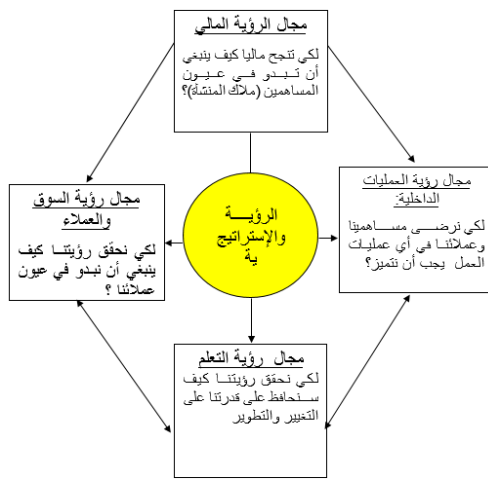 مجال الرؤية المالي
لكي تنجح ماليا كيف ينبغي
أن تبدو في عيون
المساهمين (ملاك المنشأة)؟
مجال رؤية العمليات
الداخلية:
لكي نرضى مساهمينا
وعملائنا في أي عمليات
العمل يجب أن نتميز؟
مجال رؤية السوق
والعملاء
لكي نحقق رؤيتنا كيف
ينبغي أن نبدو في عيون
عملائنا ؟
الرؤية
والإستراتيج
ية
مجال رؤية التعلم
لكي نحقق رؤيتنا كيف
سنحافظ على قدرتنا على
التغيير والتطوير